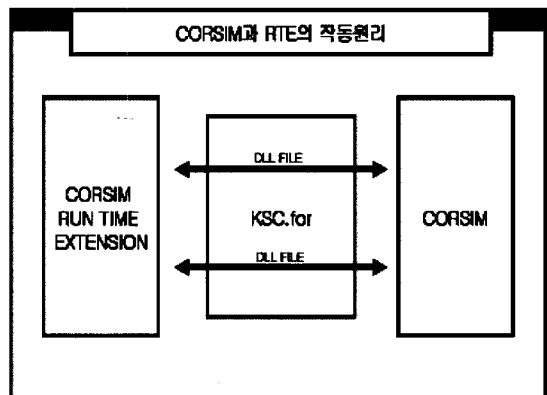 CORSIM과 RTE의 작동원리
CORSIM
RUN TIME
EXTENSION
DLL FILE
KSC.for
DLL FILE
CORSIM